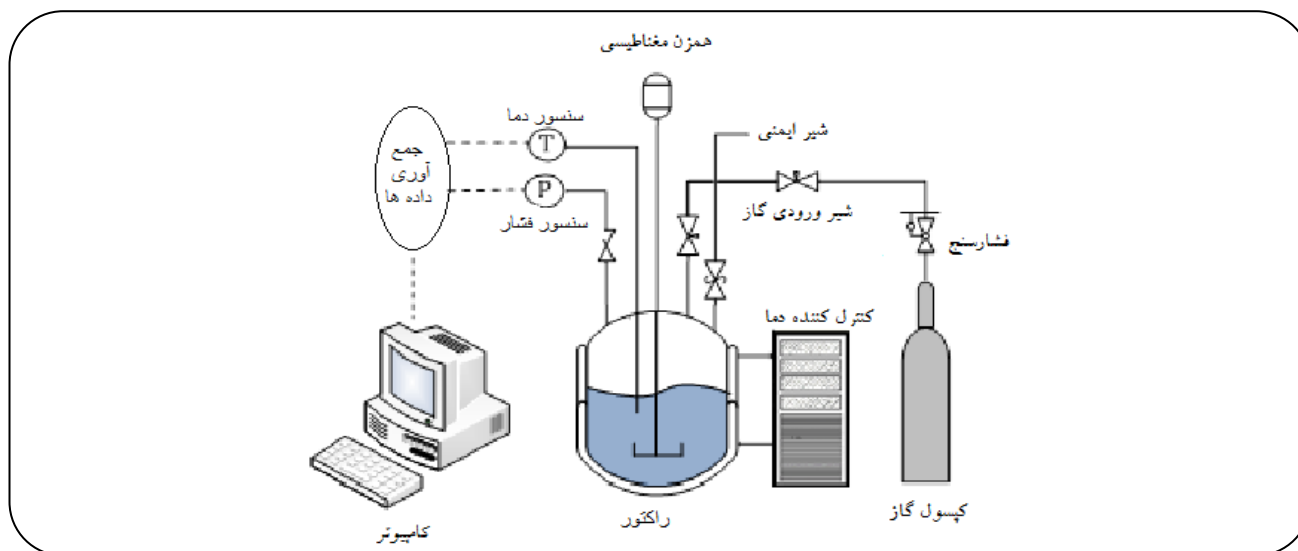 همزن مغناطیسی
سنسور دما
T
شیر ایمنی
جمع
آوری
داده ها
P
سنسور فشار
شیر ورودی گاز
فشارسنج
کنترل کننده دما
کپسول گاز
راکتور
کامپیوتر